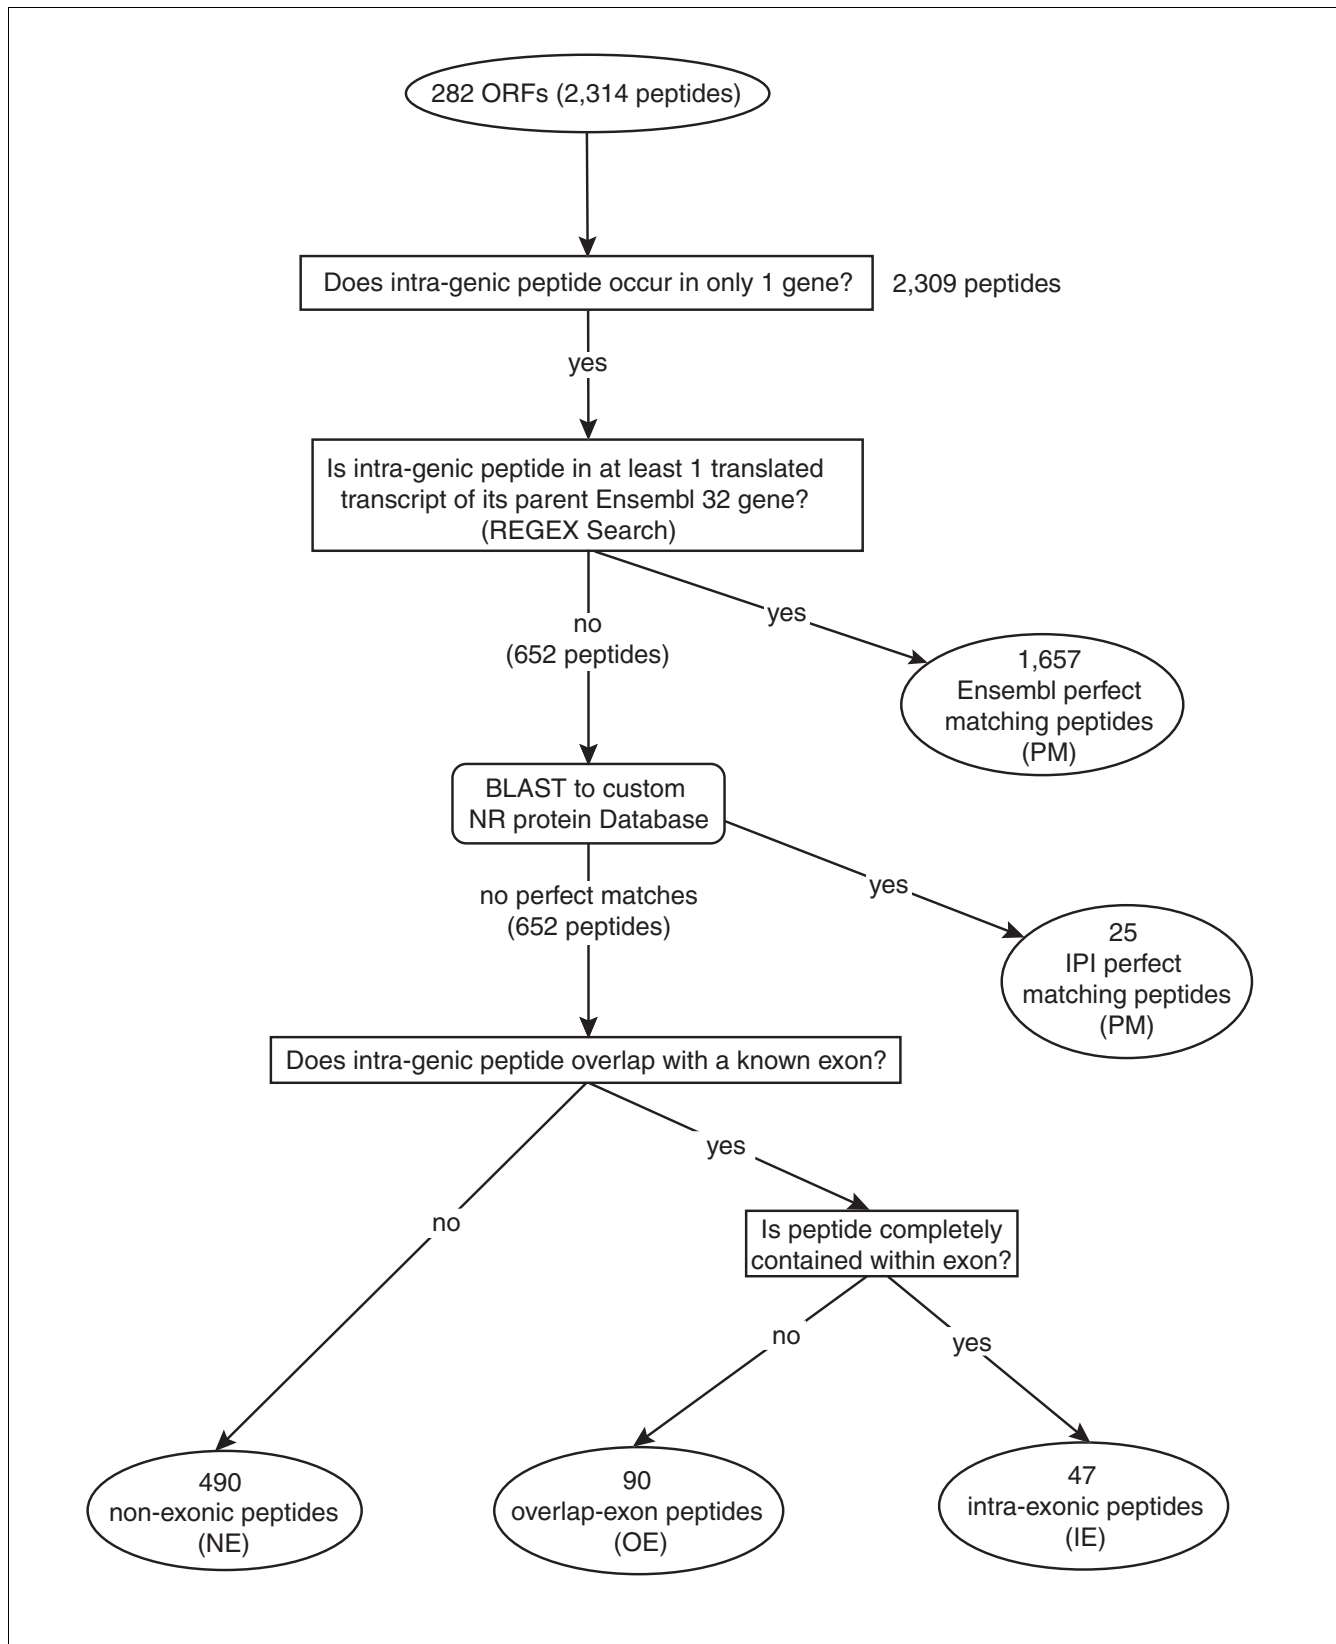 282 ORFs (2,314 peptides)
Does intra-genic peptide occur in only 1 gene?
2,309 peptides
yes
Is intra-genic peptide in at least 1 translated
transcript of its parent Ensembl 32 gene?
(REGEX Search)
no
(652 peptides)
yes
1,657
Ensembl perfect
matching peptides
(PM)
BLAST to custom
NR protein Database
no perfect matches
(652 peptides)
yes
25
IPI perfect
matching peptides
(PM)
Does intra-genic peptide overlap with a known exon?
yes
no
Is peptide completely
contained within exon?
no
yes
490
non-exonic peptides
(NE)
90
overlap-exon peptides
(OE)
47
intra-exonic peptides
(IE)